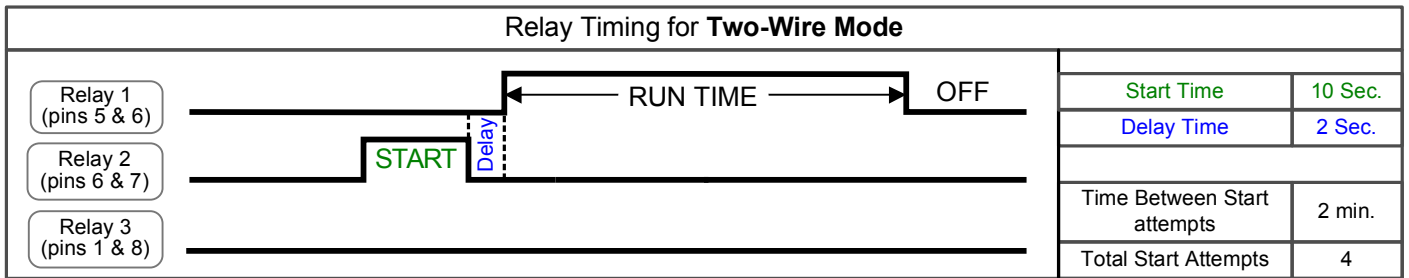 Relay Timing for Two-Wire Mode
Relay 1
(pins 5 & 6)
RUN TIME
OFF
Delay
Relay 2
(pins 6 & 7)
START
Relay 3
(pins 1 & 8)
Start Time 10 Sec.
Delay Time 2 Sec.
Time Between Start
attempts
2 min.
Total Start Attempts 4